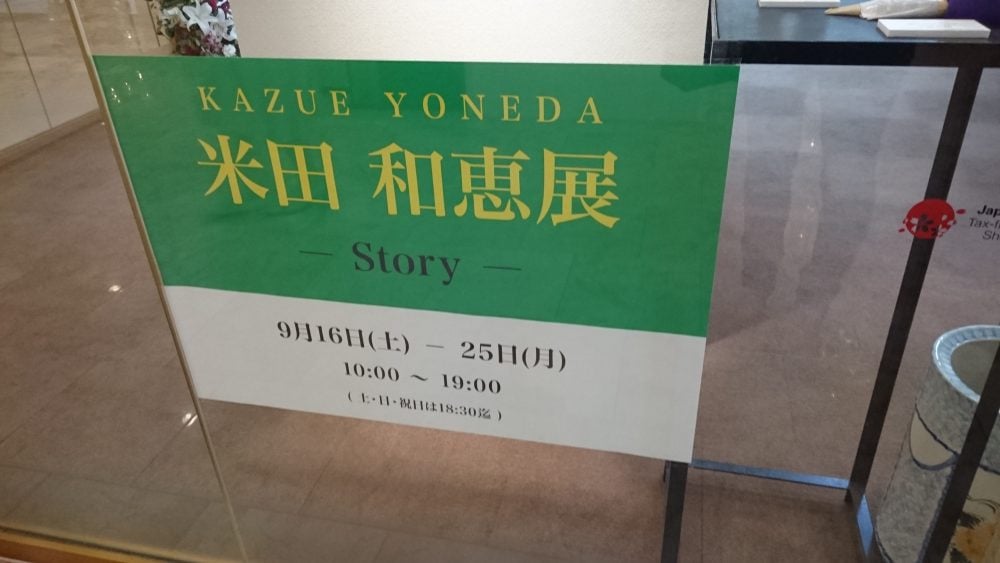 KAZUE YONEDA
米田 和恵展
— Story —
9月16日(土) — 25日(月)
10:00 〜 19:00
( 土・日・祝日は18:30迄 )